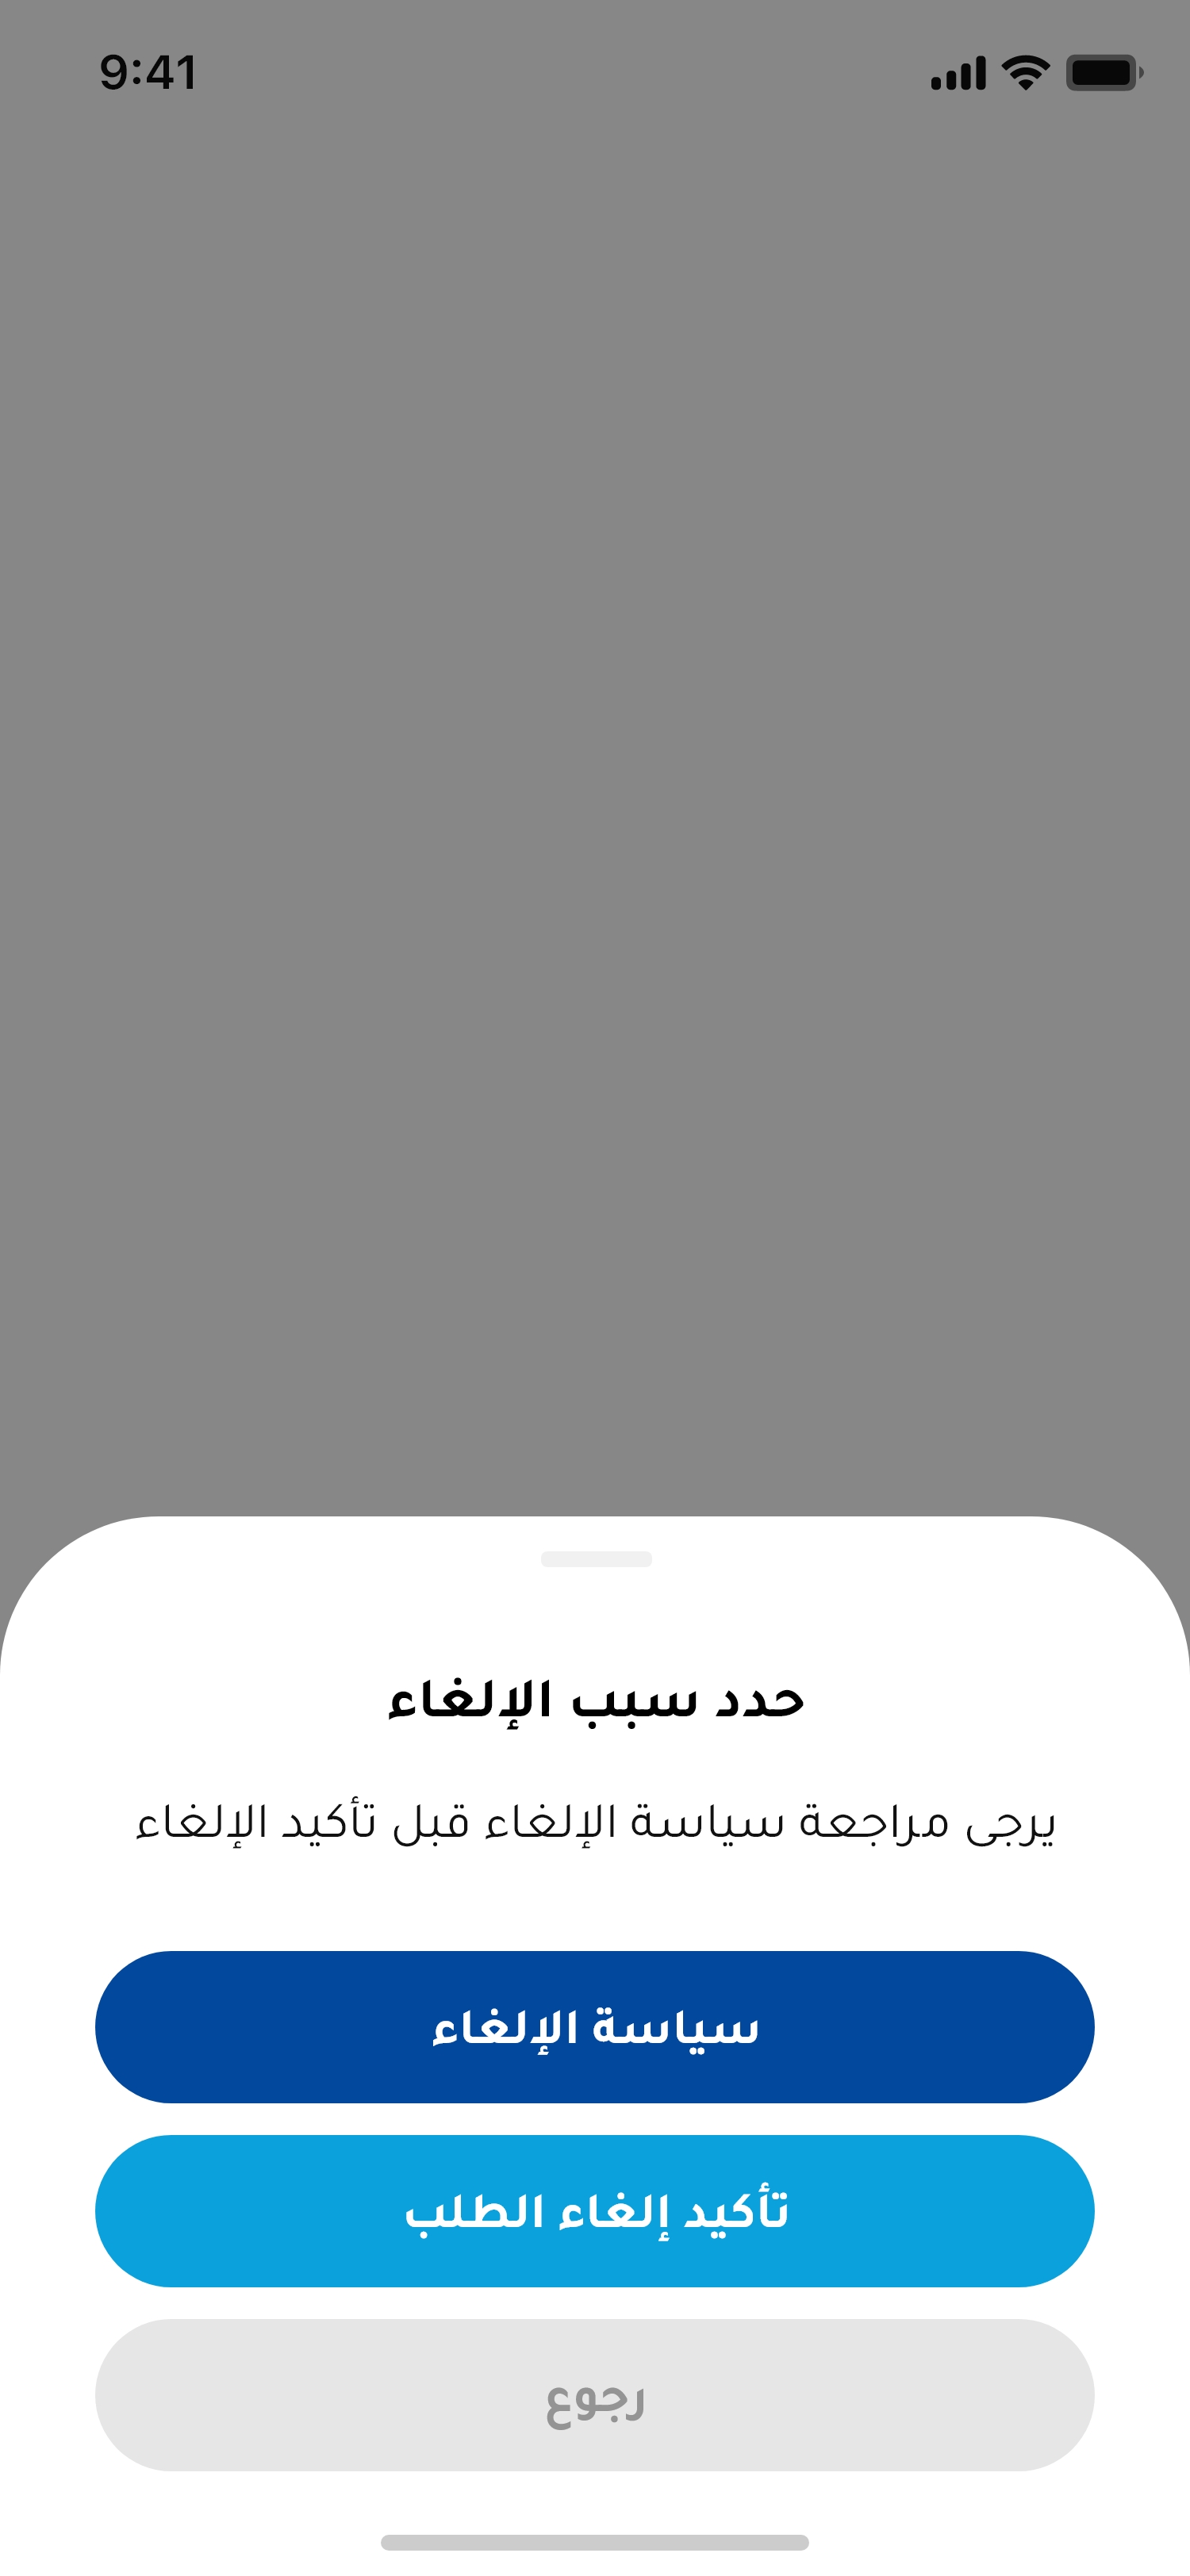 9:41
حدد سبب الإلغاء
يرجى مراجعة سياسة الإلغاء قبل تأكيد الإلغاء
سياسة الإلغاء
تأكيد إلغاء الطلب
رجوع